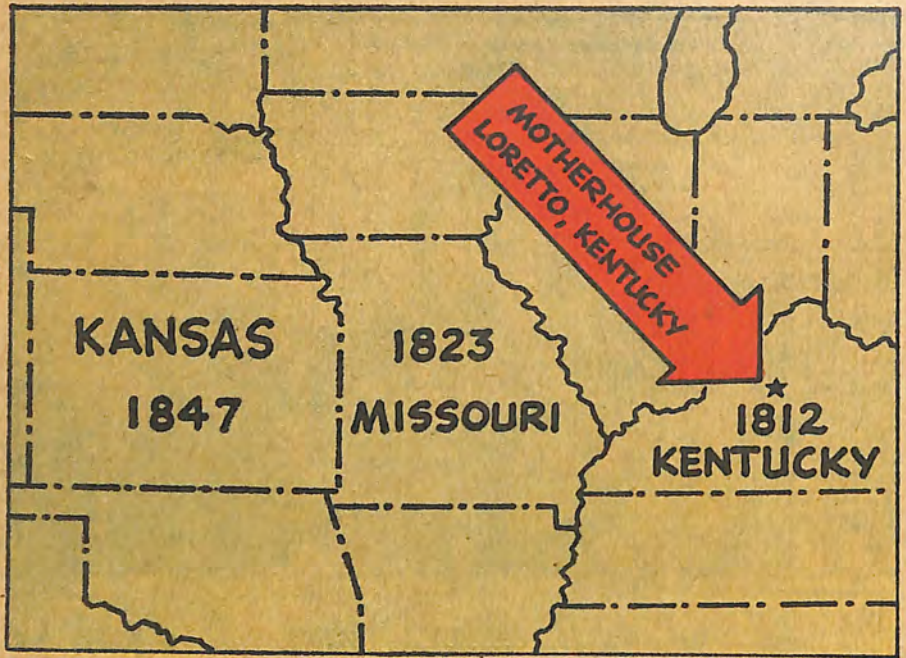 MOTHERHOUSE
LORETTO, KENTUCKY
KANSAS
1847
1823
MISSOURI
1812
KENTUCKY